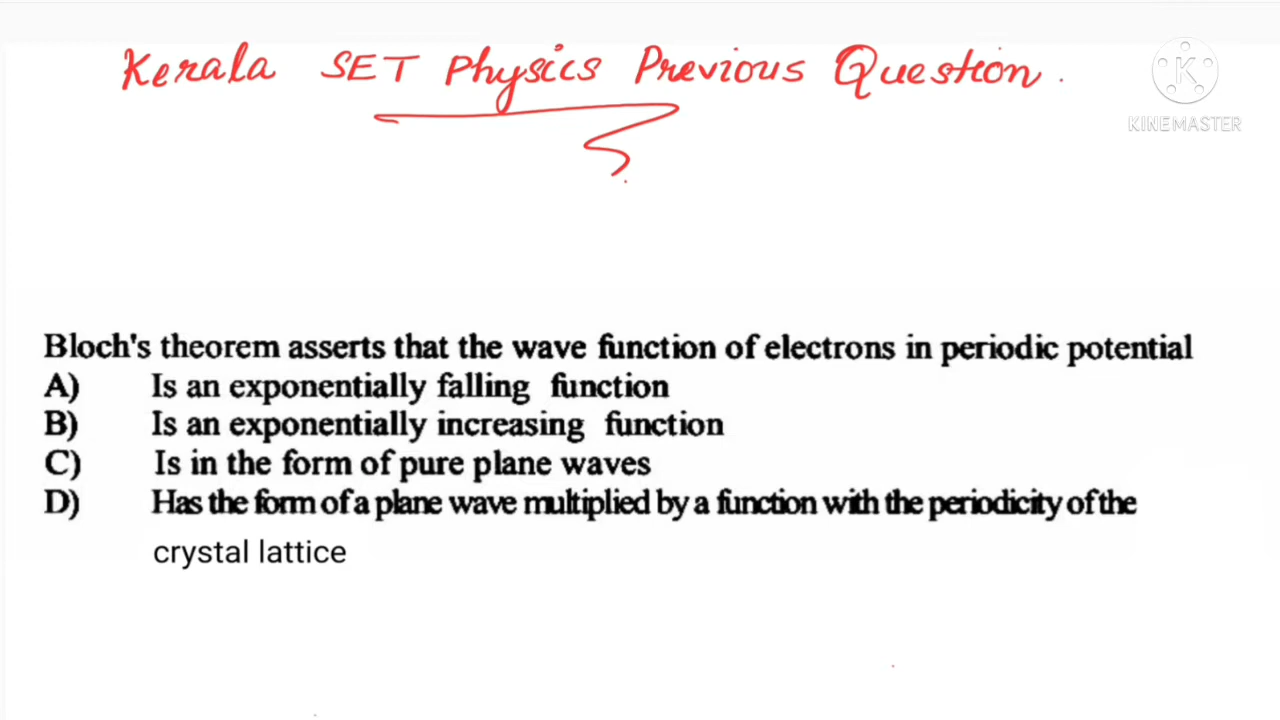 Kerala SET Physics Previous Question.
KINEMASTER
Bloch's theorem asserts that the wave function of electrons in periodic potential
A) Is an exponentially falling function
B) Is an exponentially increasing function
C) Is in the form of pure plane waves
D) Has the form of a plane wave multiplied by a function with the periodicity of the
crystal lattice